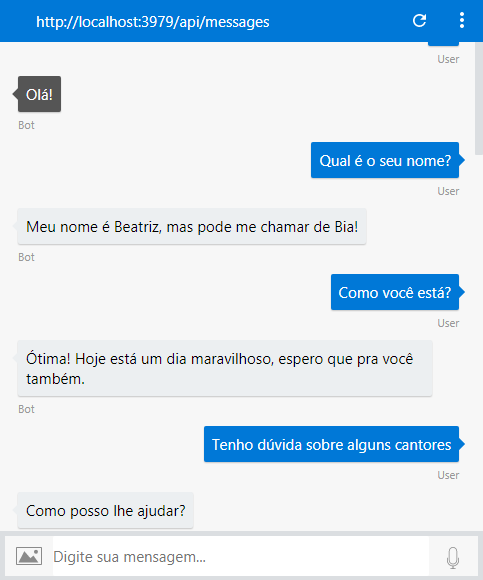 http://localhost:3979/api/messages
User
Olá!
Bot
Qual é o seu nome?
User
Meu nome é Beatriz, mas pode me chamar de Bia!
Bot
Como você está?
User
Ótima! Hoje está um dia maravilhoso, espero que pra você
também.
Bot
Tenho dúvida sobre alguns cantores
User
Como posso lhe ajudar?
Digite sua mensagem...